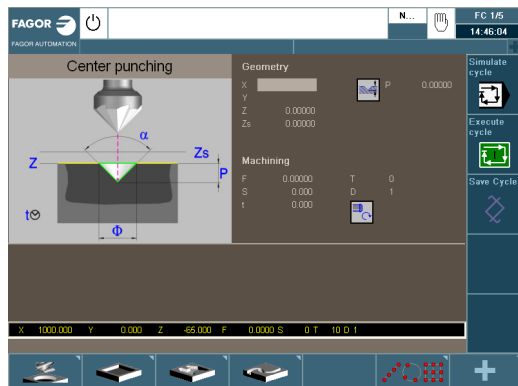 FAGOR
FAGOR AUTOMATION
N...
FC 1/5
14:46:04
Center punching
α
Zs
Z
P
t
Φ
Geometry
X
P 0.00000
Y
Z 0.00000
Zs 0.00000
Machining
F 0.00000 T 0
S 0.000 D 1
t 0.000
Simulate
cycle
Execute
cycle
Save Cycle
X 1000.000 Y 0.000 Z -65.000 F 0.0000 S 0 T 10 D 1